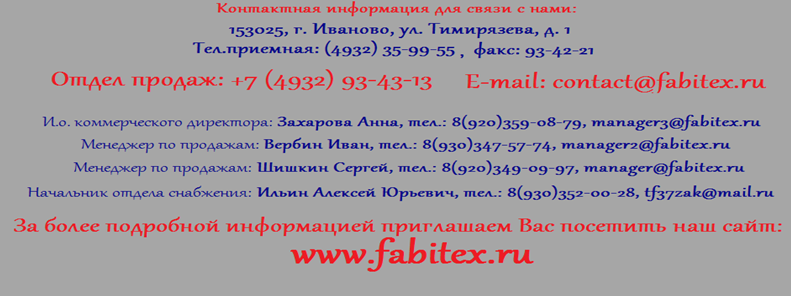 Контактная информация для связи с нами:
153025, г. Иваново, ул. Тимирязева, д. 1
Тел.приемная: (4932) 35-99-55 , факс: 93-42-21
Отдел продаж: +7 (4932) 93-43-13 E-mail: contact@fabitex.ru
И.о. коммерческого директора: Захарова Анна, тел.: 8(920)359-08-79, manager3@fabitex.ru
Менеджер по продажам: Вербин Иван, тел.: 8(930)347-57-74, manager2@fabitex.ru
Менеджер по продажам: Шишкин Сергей, тел.: 8(920)349-09-97, manager@fabitex.ru
Начальник отдела снабжения: Ильин Алексей Юрьевич, тел.: 8(930)352-00-28, tf37zak@mail.ru
За более подробной информацией приглашаем Вас посетить наш сайт:
www.fabitex.ru